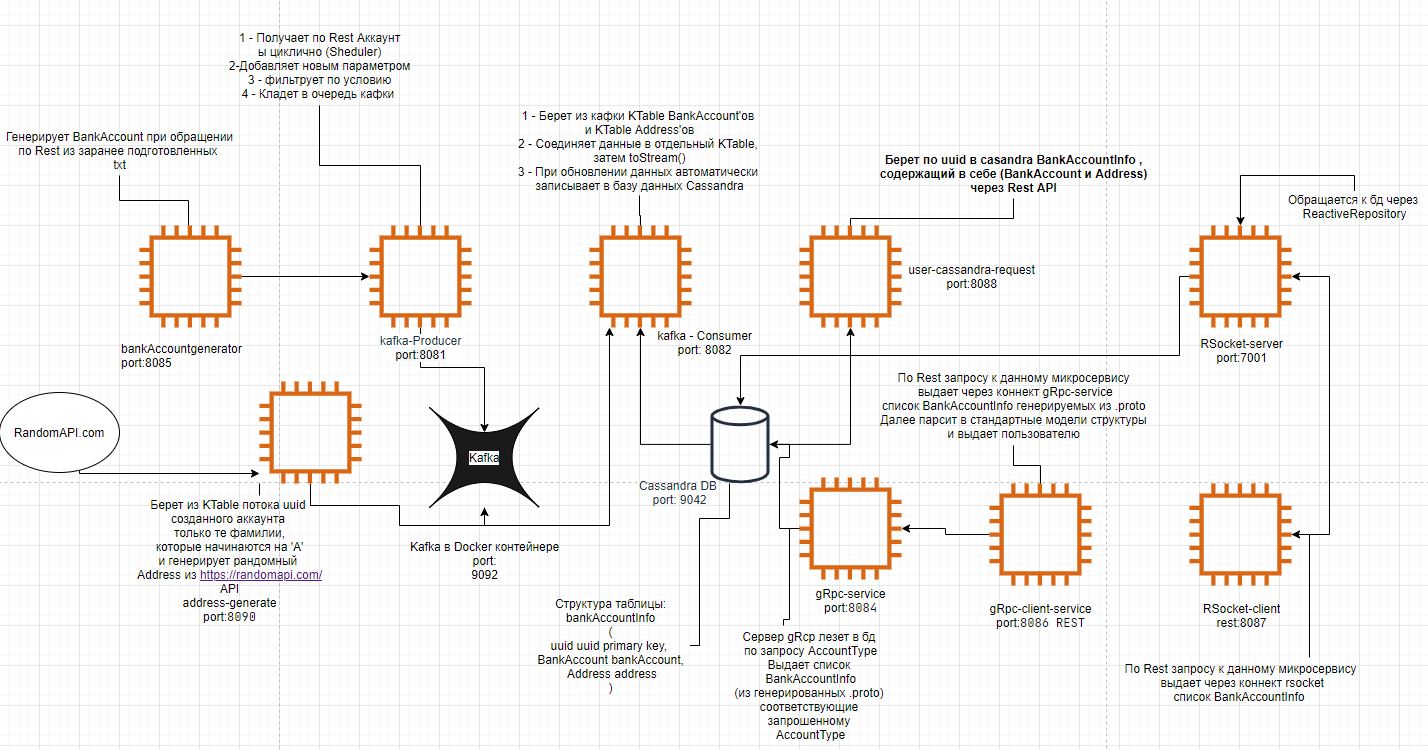 1 - Получает по Rest Аккаунт
ы циклично (Sheduler)
2-Добавляет новым параметром
3 - фильтрует по условию
4 - Кладет в очередь кафки
Генерирует BankAccount при обращении
по Rest из заранее подготовленных
txt
1 - Берет из кафки KTable BankAccount'ов
и KTable Address'ов
2 - Соединяет данные в отдельный KTable,
затем toStream()
3 - При обновлении данных автоматически
записывает в базу данных Cassandra
Берет по uuid в casandra BankAccountInfo ,
содержащий в себе (BankAccount и Address)
через Rest API
Обращается к бд через
ReactiveRepository
bankAccountgenerator
port:8085
kafka-Producer
port:8081
kafka - Consumer
port: 8082
user-cassandra-request
port:8088
RSocket-server
port:7001
RandomAPI.com
Kafka
Cassandra DB
port: 9042
По Rest запросу к данному микросервису
выдает через коннект gRpc-service
список BankAccountInfo генерируемых из .proto
Далее парсит в стандартные модели структуры
и выдает пользователю
Берет из KTable потока uuid
созданного аккаунта
только те фамилии,
которые начинаются на 'А'
и генерирует рандомный
Address из https://randomapi.com/
API
address-generate
port:8090
Kafka в Docker контейнере
port:
9092
Структура таблицы:
bankAccountInfo
(
uuid uuid primary key,
BankAccount bankAccount,
Address address
)
gRpc-service
port:8084
Сервер gRcp лезет в бд
по запросу AccountType
Выдает список
BankAccountInfo
(из генерированных .proto)
соответствующие
запрошенному
AccountType
gRpc-client-service
port:8086 REST
RSocket-client
rest:8087
По Rest запросу к данному микросервису
выдает через коннект rsocket
список BankAccountInfo